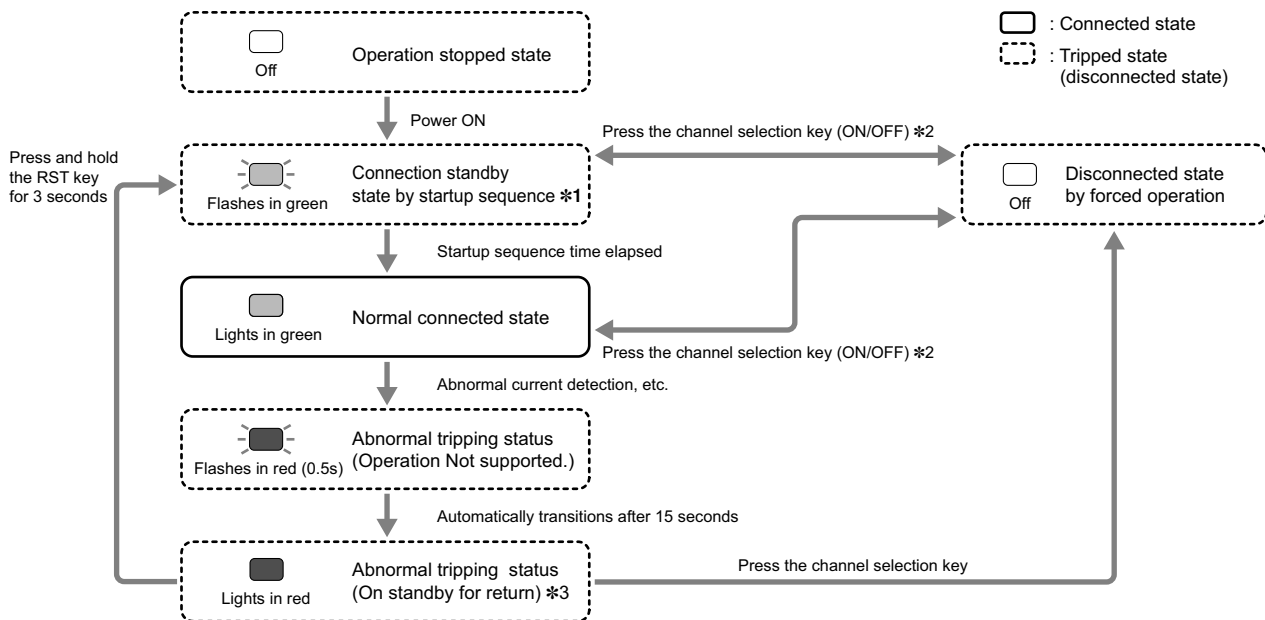 Off
Operation stopped state
: Connected state
: Tripped state
(disconnected state)
Power ON
Press and hold
the RST key
for 3 seconds
Flashes in green
Connection standby
state by startup sequence *1
Press the channel selection key (ON/OFF) *2
Off
Disconnected state
by forced operation
Startup sequence time elapsed
Lights in green
Normal connected state
Press the channel selection key (ON/OFF) *2
Abnormal current detection, etc.
Flashes in red (0.5s)
Abnormal tripping status
(Operation Not supported.)
Automatically transitions after 15 seconds
Lights in red
Abnormal tripping status
(On standby for return) *3
Press the channel selection key